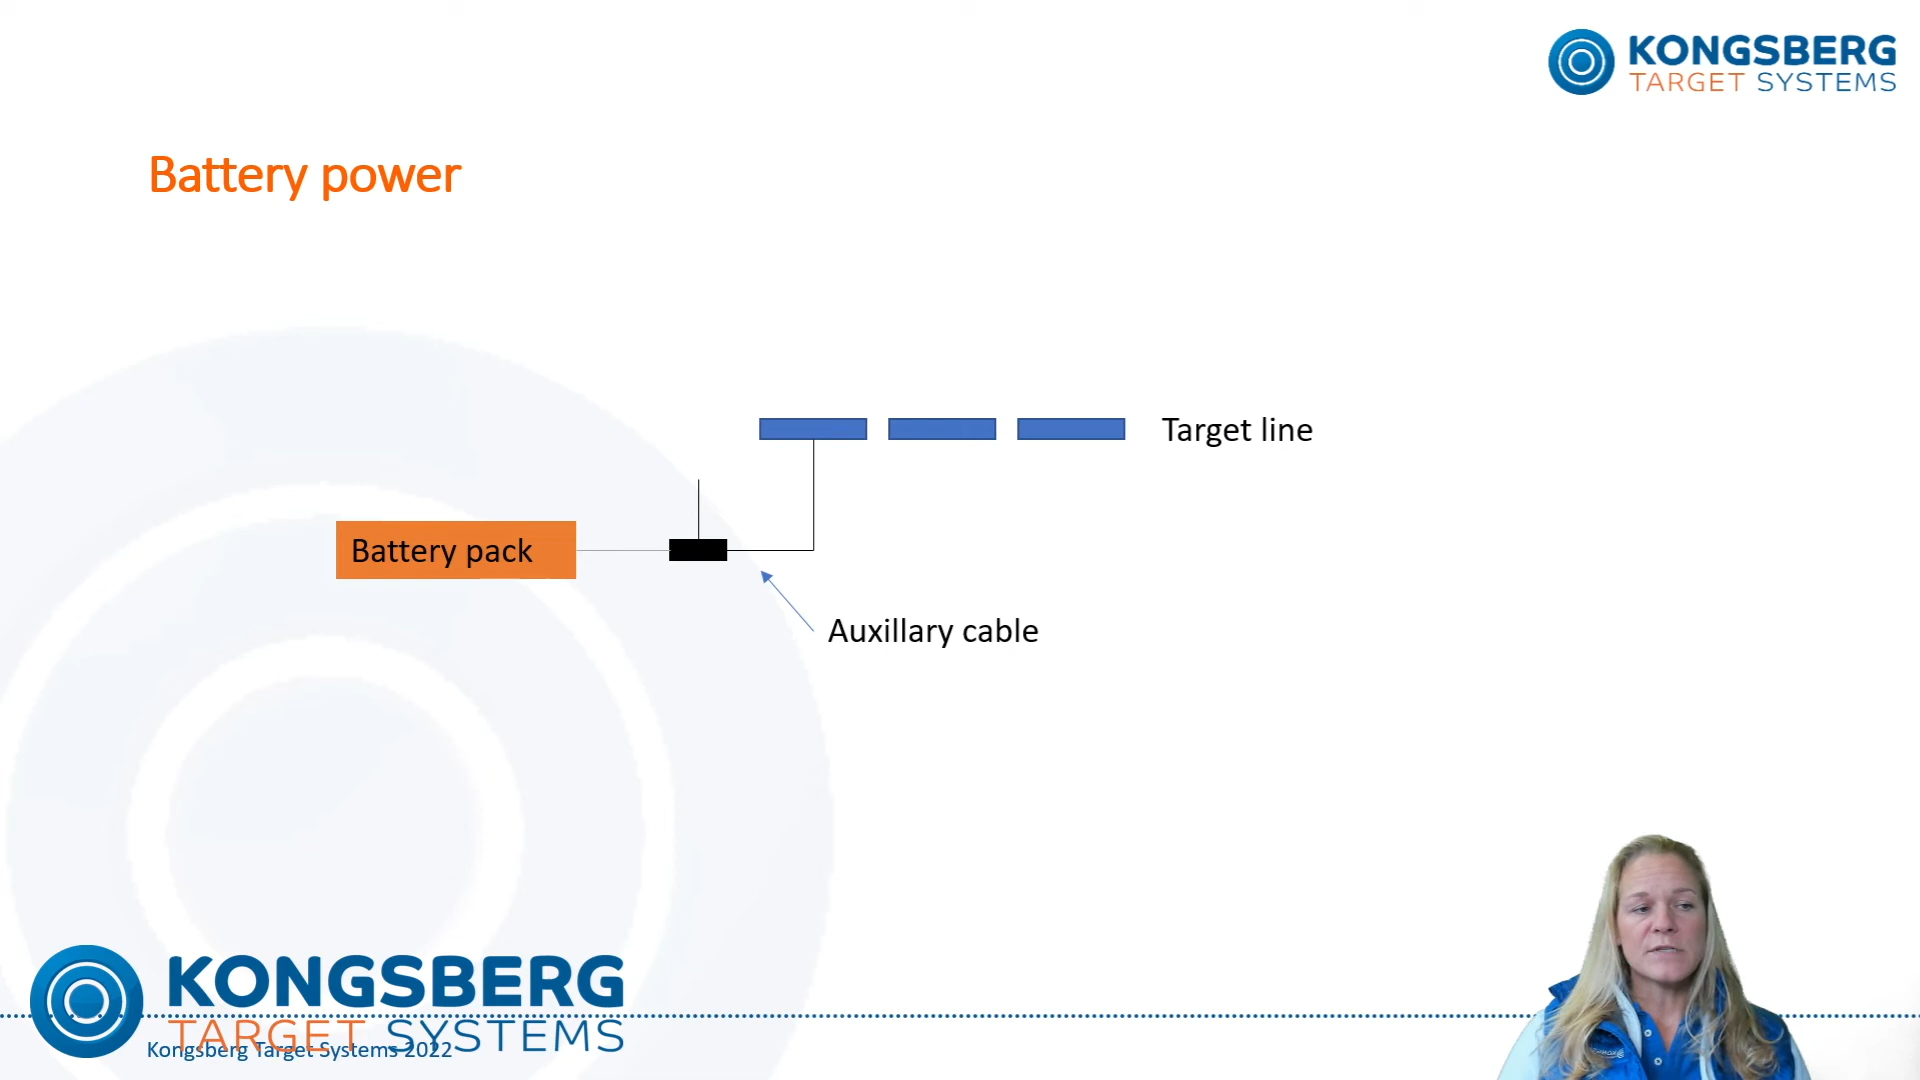 KONGSBERG
TARGET SYSTEMS
Battery power
Target line
Battery pack
Auxillary cable
KONGSBERG
TARGET SYSTEMS
Kongsberg Target Systems 2022